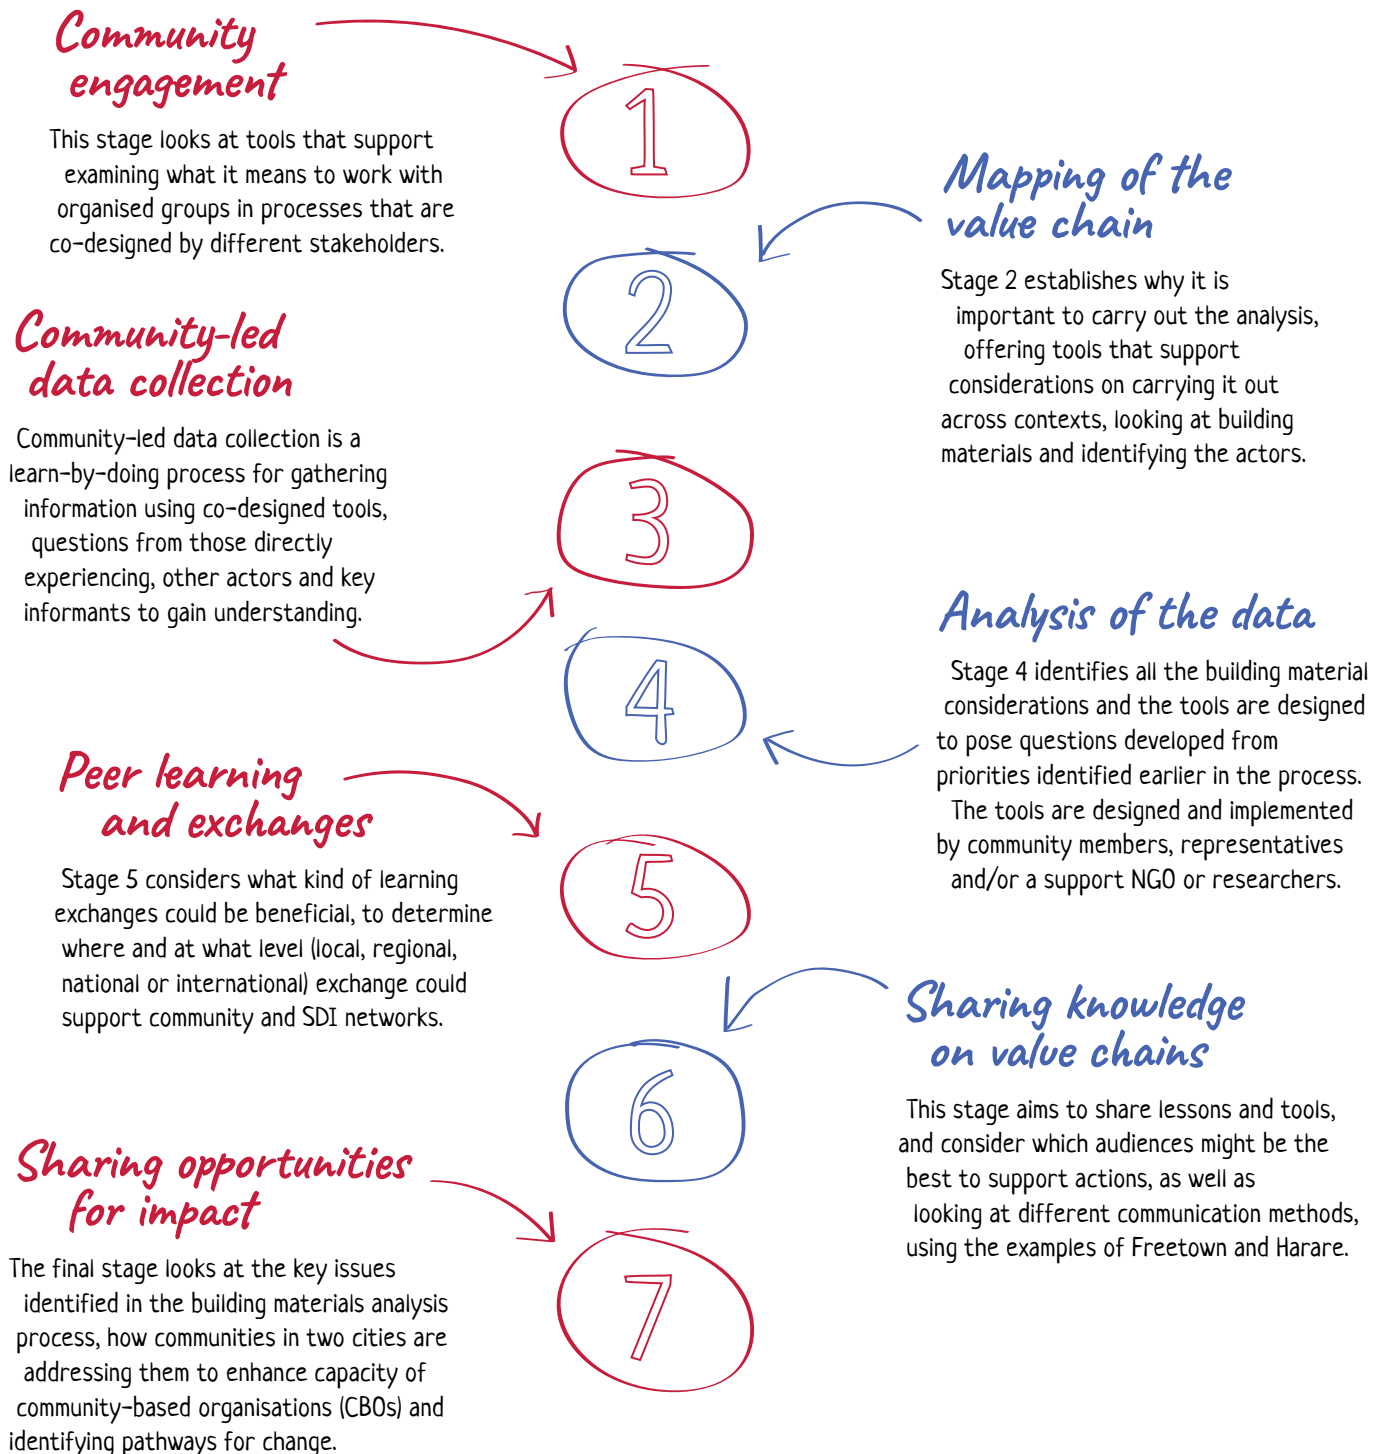 Community
engagement
This stage looks at tools that support
examining what it means to work with
organised groups in processes that are
co-designed by different stakeholders.
1
Mapping of the
value chain
Stage 2 establishes why it is
important to carry out the analysis,
offering tools that support
considerations on carrying it out
across contexts, looking at building
materials and identifying the actors.
2
Community-led
data collection
Community-led data collection is a
learn-by-doing process for gathering
information using co-designed tools,
questions from those directly
experiencing, other actors and key
informants to gain understanding.
3
Analysis of the data
Stage 4 identifies all the building material
considerations and the tools are designed
to pose questions developed from
priorities identified earlier in the process.
The tools are designed and implemented
by community members, representatives
and/or a support NGO or researchers.
4
Peer learning
and exchanges
Stage 5 considers what kind of learning
exchanges could be beneficial, to determine
where and at what level (local, regional,
national or international) exchange could
support community and SDI networks.
5
Sharing knowledge
on value chains
This stage aims to share lessons and tools,
and consider which audiences might be the
best to support actions, as well as
looking at different communication methods,
using the examples of Freetown and Harare.
6
Sharing opportunities
for impact
The final stage looks at the key issues
identified in the building materials analysis
process, how communities in two cities are
addressing them to enhance capacity of
community-based organisations (CBOs) and
identifying pathways for change.
7